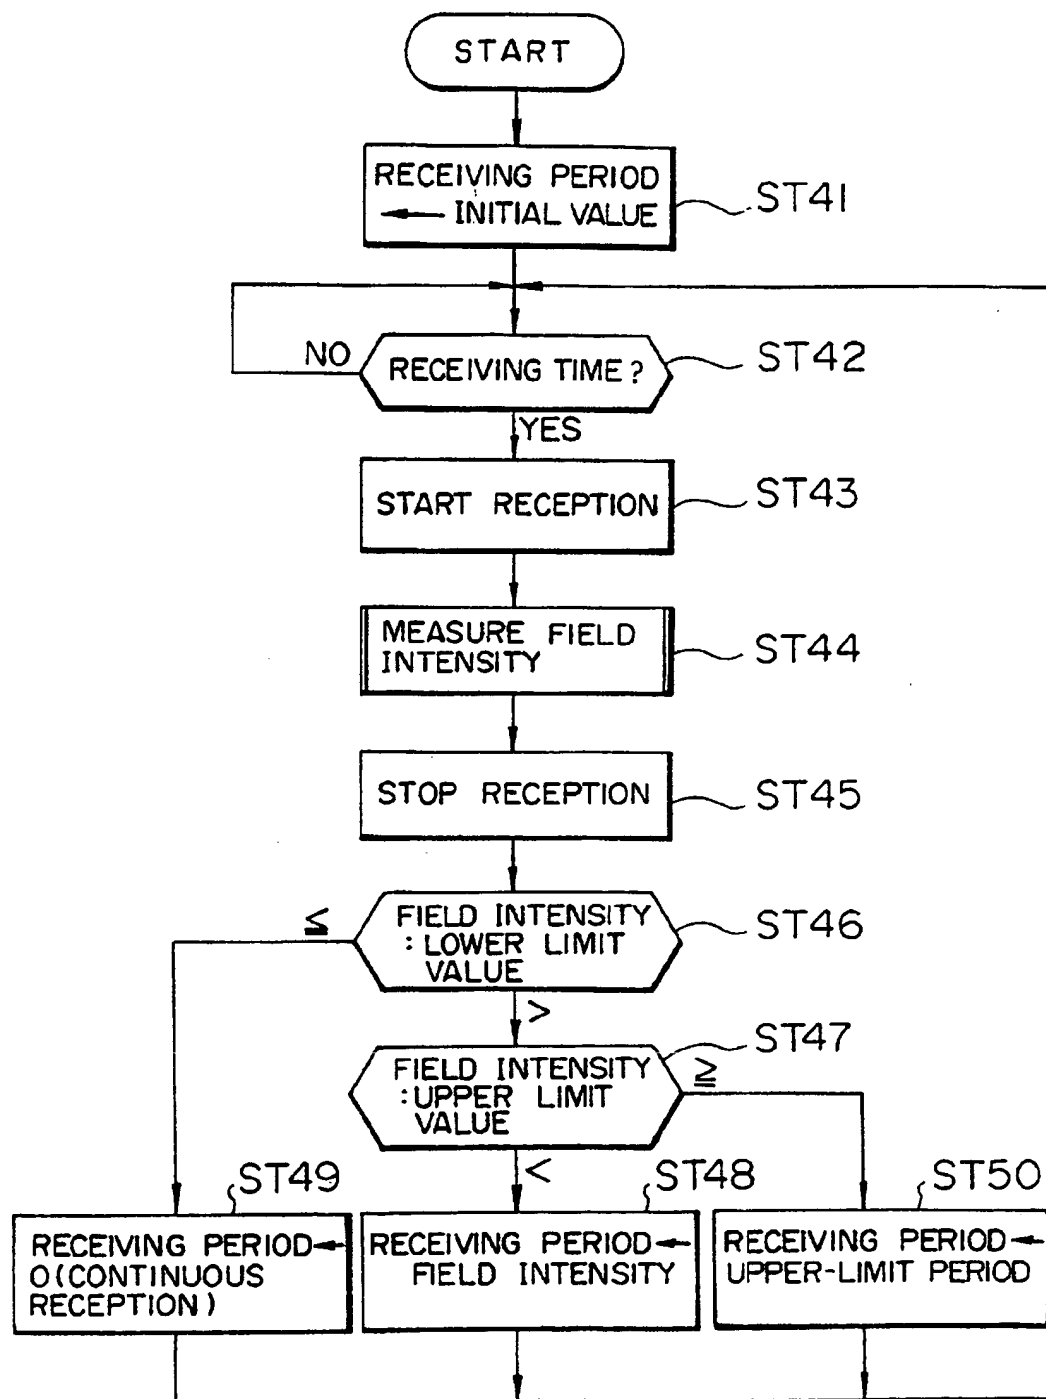 START
RECEIVING PERIOD
← INITIAL VALUE
ST41
NO
RECEIVING TIME?
ST42
YES
START RECEPTION
ST43
MEASURE FIELD
INTENSITY
ST44
STOP RECEPTION
ST45
≦
FIELD INTENSITY
: LOWER LIMIT
VALUE
ST46
>
ST47
FIELD INTENSITY
: UPPER LIMIT
VALUE
≧
<
ST49
RECEIVING PERIOD ←
0 (CONTINUOUS
RECEPTION)
ST48
RECEIVING PERIOD ←
FIELD INTENSITY
ST50
RECEIVING PERIOD ←
UPPER-LIMIT PERIOD